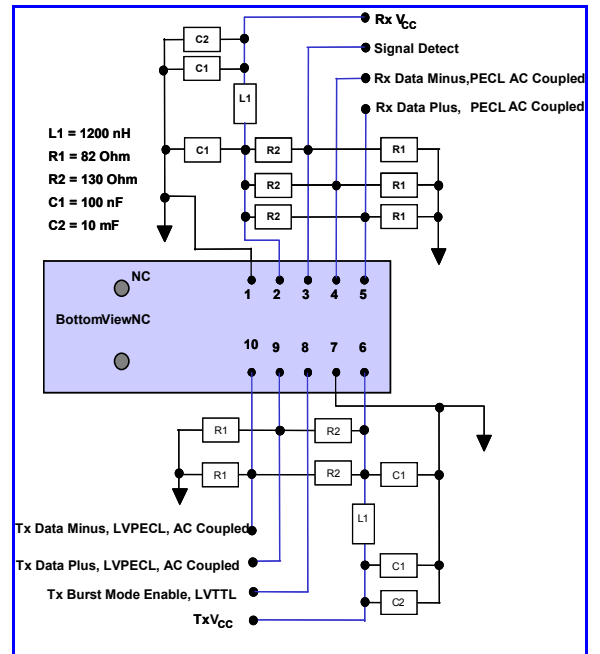 Rx VCC
C2
Signal Detect
C1
Rx Data Minus,PECL AC Coupled
L1
Rx Data Plus, PECL AC Coupled
L1 = 1200 nH
R1 = 82 Ohm
R2 = 130 Ohm
C1 = 100 nF
C2 = 10 mF
C1 R2 R1
R2 R1
R2 R1
NC
1 2 3 4 5
BottomViewNC
10 9 8 7 6
R1 R2
R1 R2 C1
L1
Tx Data Minus, LVPECL, AC Coupled
Tx Data Plus, LVPECL, AC Coupled
C1
Tx Burst Mode Enable, LVTTL
C2
TxVCC